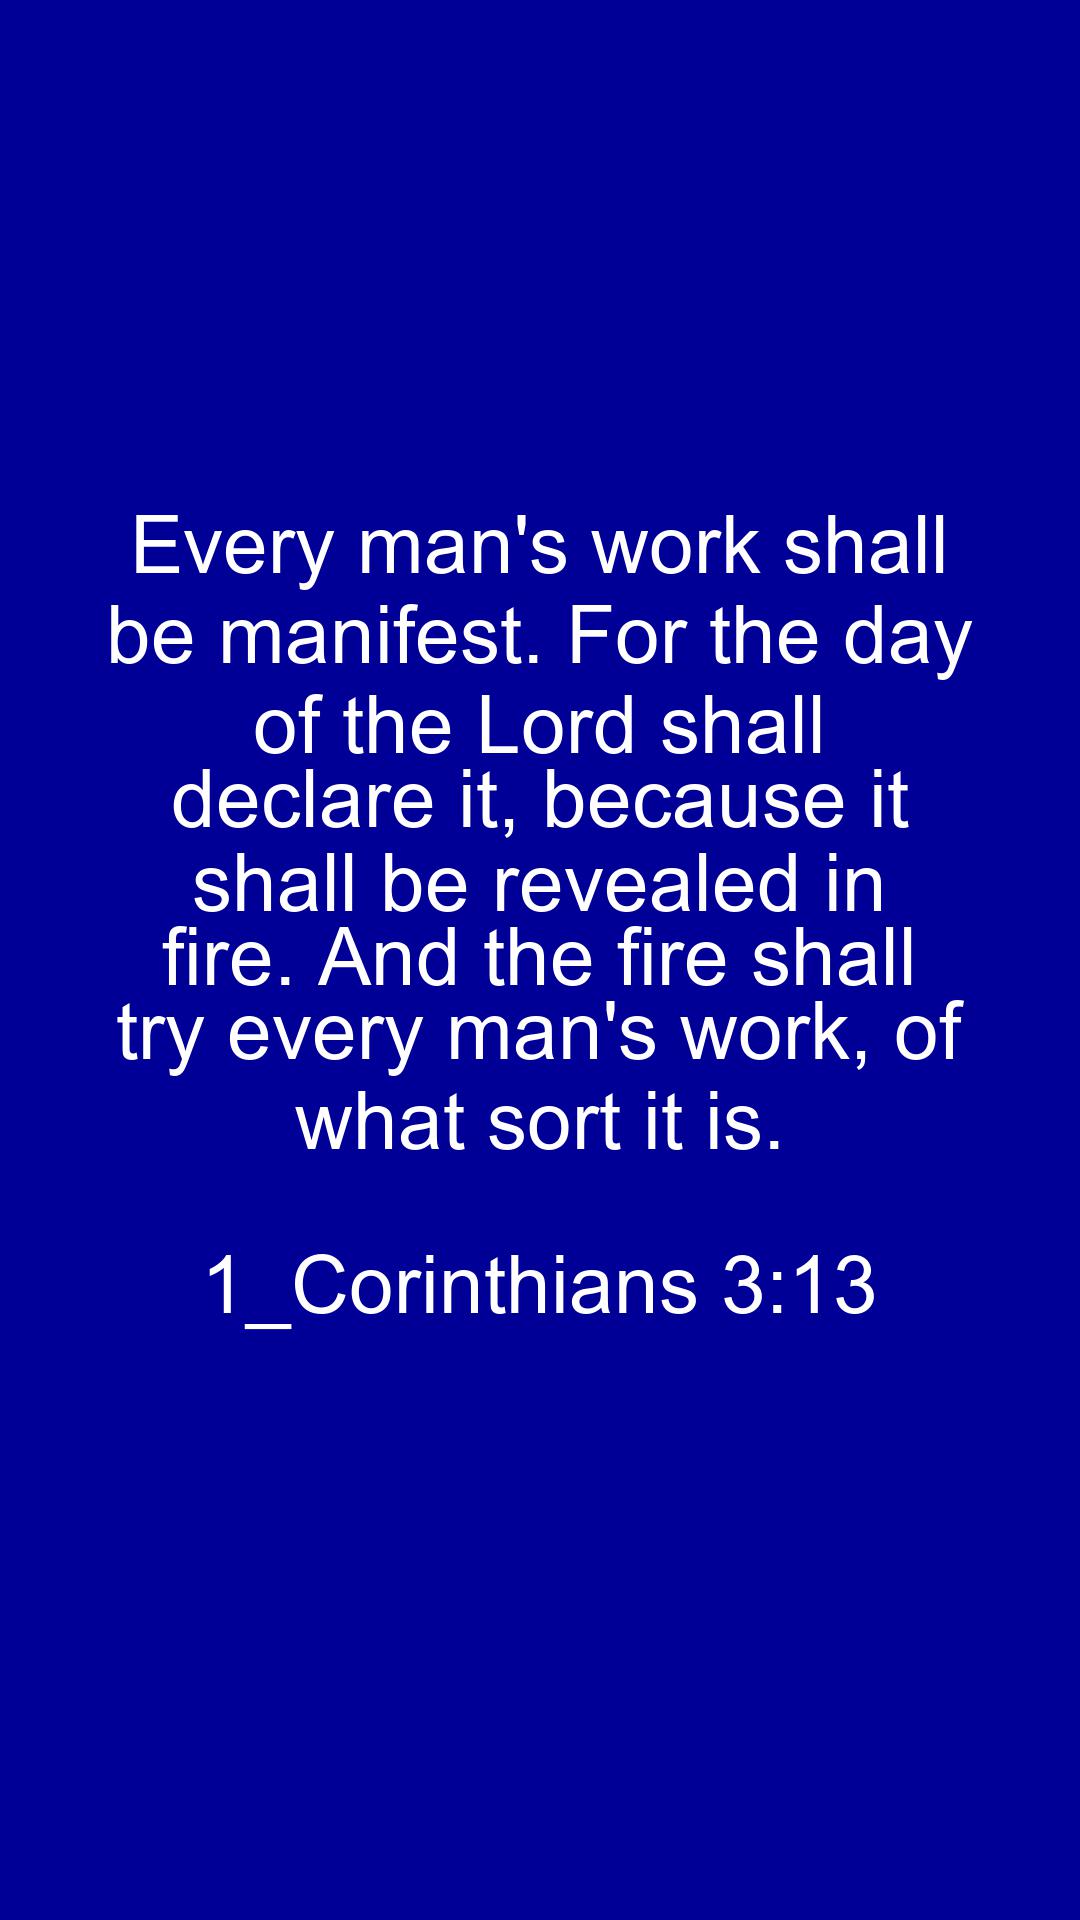 Every man's work shall
be manifest. For the day
of the Lord shall
declare it, because it
shall be revealed in
fire. And the fire shall
try every man's work, of
what sort it is.
1_Corinthians 3:13